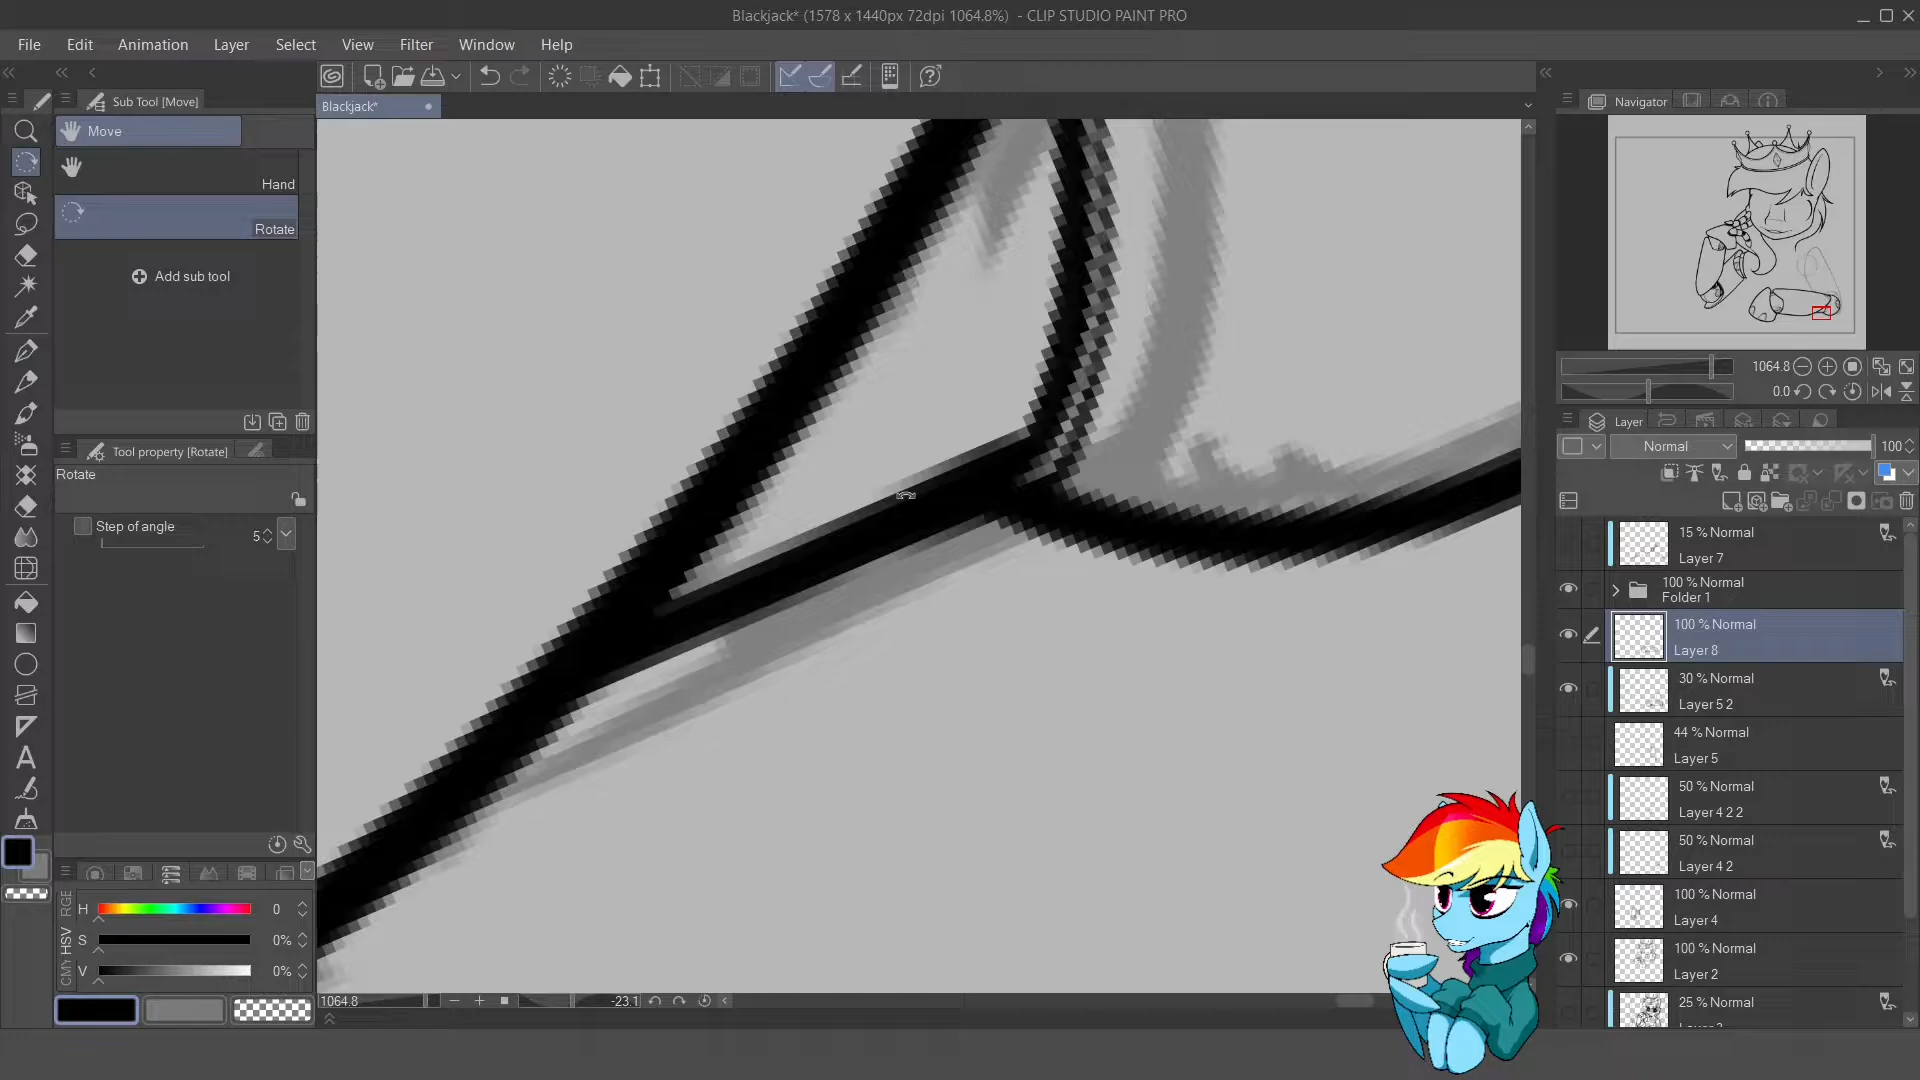 Blackjack* (1578 x 1440px 72dpi 1064.8%) - CLIP STUDIO PAINT PRO
File Edit Animation Layer Select View Filter Window Help
Sub Tool [Move]
Blackjack*
Navigator
Move
Hand
Rotate
Add sub tool
1064.8
0.0
Layer
Tool property [Rotate]
Normal 100
Rotate
Step of angle 5
15 % Normal
Layer 7
100 % Normal
Folder 1
100 % Normal
Layer 8
30 % Normal
Layer 5 2
44 % Normal
Layer 5
50 % Normal
Layer 4 2 2
50 % Normal
Layer 4 2
100 % Normal
Layer 4
100 % Normal
Layer 2
25 % Normal
RGB
HSV
CMY
H 0
S 0%
V 0%
1064.8 -23.1